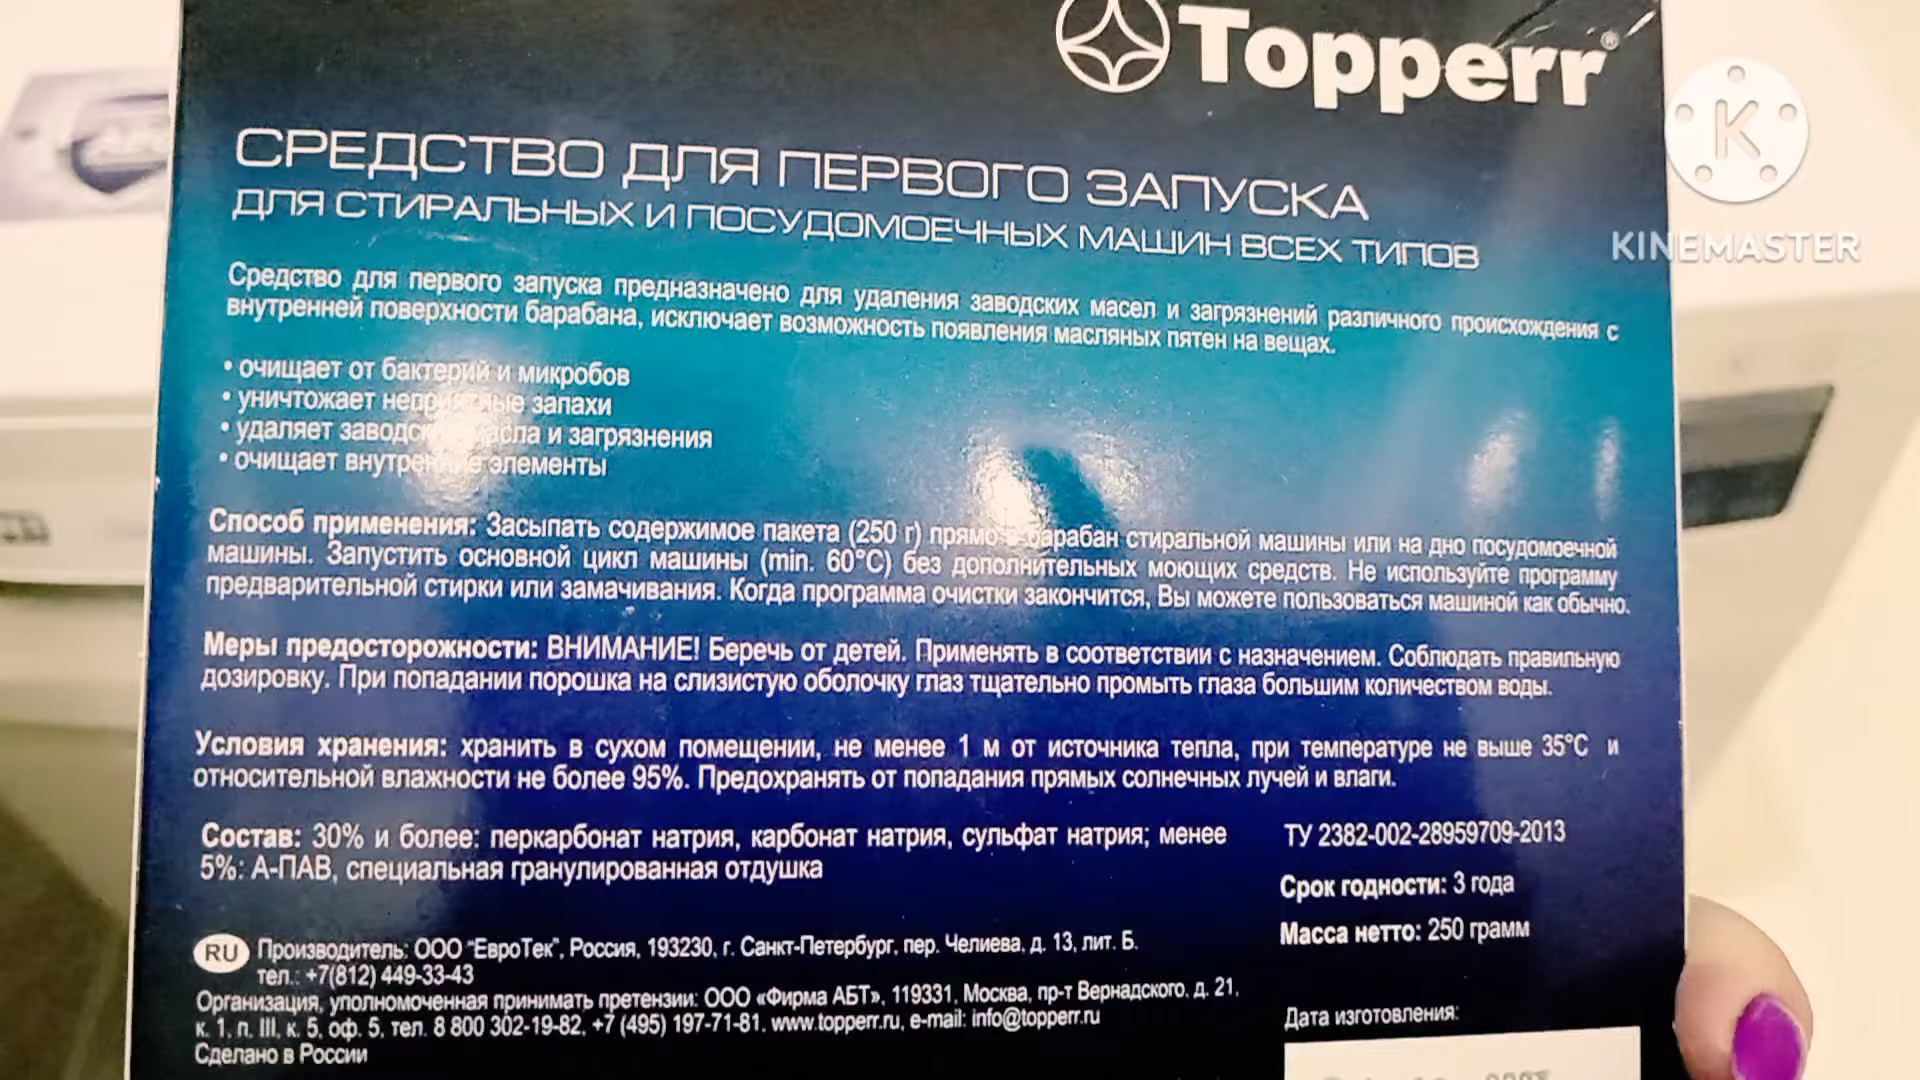 Topperr®
K
KINEMASTER
СРЕДСТВО ДЛЯ ПЕРВОГО ЗАПУСКА
ДЛЯ СТИРАЛЬНЫХ И ПОСУДОМОЕЧНЫХ МАШИН ВСЕХ ТИПОВ
Средство для первого запуска предназначено для удаления заводских масел и загрязнений различного происхождения с
внутренней поверхности барабана, исключает возможность появления масляных пятен на вещах.
• очищает от бактерий и микробов
• уничтожает неприятные запахи
• удаляет заводские масла и загрязнения
• очищает внутренние элементы
Способ применения: Засыпать содержимое пакета (250 г) прямо в барабан стиральной машины или на дно посудомоечной
машины. Запустить основной цикл машины (min. 60°C) без дополнительных моющих средств. Не используйте программу
предварительной стирки или замачивания. Когда программа очистки закончится, Вы можете пользоваться машиной как обычно.
Меры предосторожности: ВНИМАНИЕ! Беречь от детей. Применять в соответствии с назначением. Соблюдать правильную
дозировку. При попадании порошка на слизистую оболочку глаз тщательно промыть глаза большим количеством воды.
Условия хранения: хранить в сухом помещении, не менее 1 м от источника тепла, при температуре не выше 35°C и
относительной влажности не более 95%. Предохранять от попадания прямых солнечных лучей и влаги.
Состав: 30% и более: перкарбонат натрия, карбонат натрия, сульфат натрия; менее
5%: А-ПАВ, специальная гранулированная отдушка
ТУ 2382-002-28959709-2013
Срок годности: 3 года
Масса нетто: 250 грамм
RU Производитель: ООО "ЕвроТек", Россия, 193230, г. Санкт-Петербург, пер. Челиева, д. 13, лит. Б.
тел.: +7(812) 449-33-43
Организация, уполномоченная принимать претензии: ООО «Фирма АБТ», 119331, Москва, пр-т Вернадского, д. 21,
к. 1, п. III, к. 5, оф. 5, тел. 8 800 302-19-82, +7 (495) 197-71-81. www.topperr.ru, e-mail: info@topperr.ru
Сделано в России
Дата изготовления: